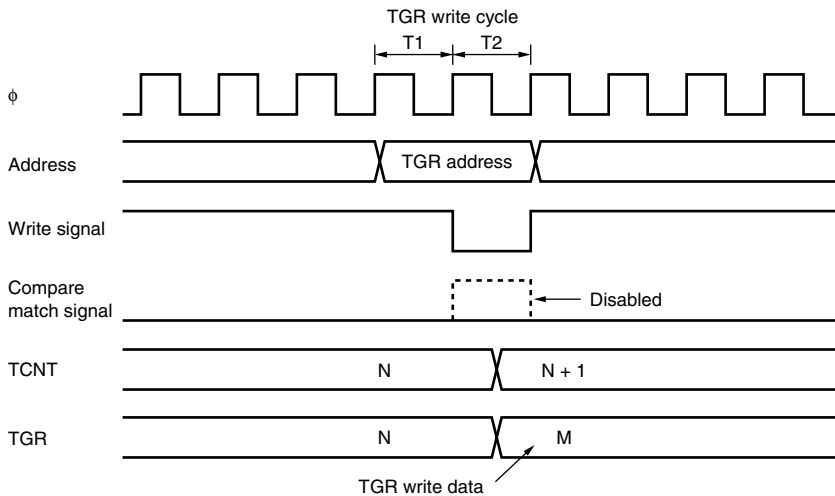 TGR write cycle
T1 T2
ϕ
Address
TGR address
Write signal
Compare
match signal
Disabled
TCNT
N
N + 1
TGR
N
M
TGR write data